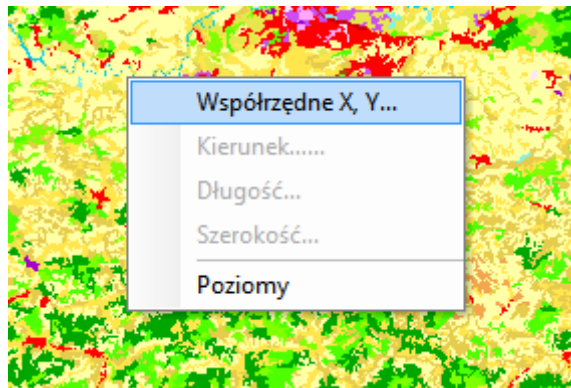 Współrzędne X, Y...
Kierunek......
Długość...
Szerokość...
Poziomy